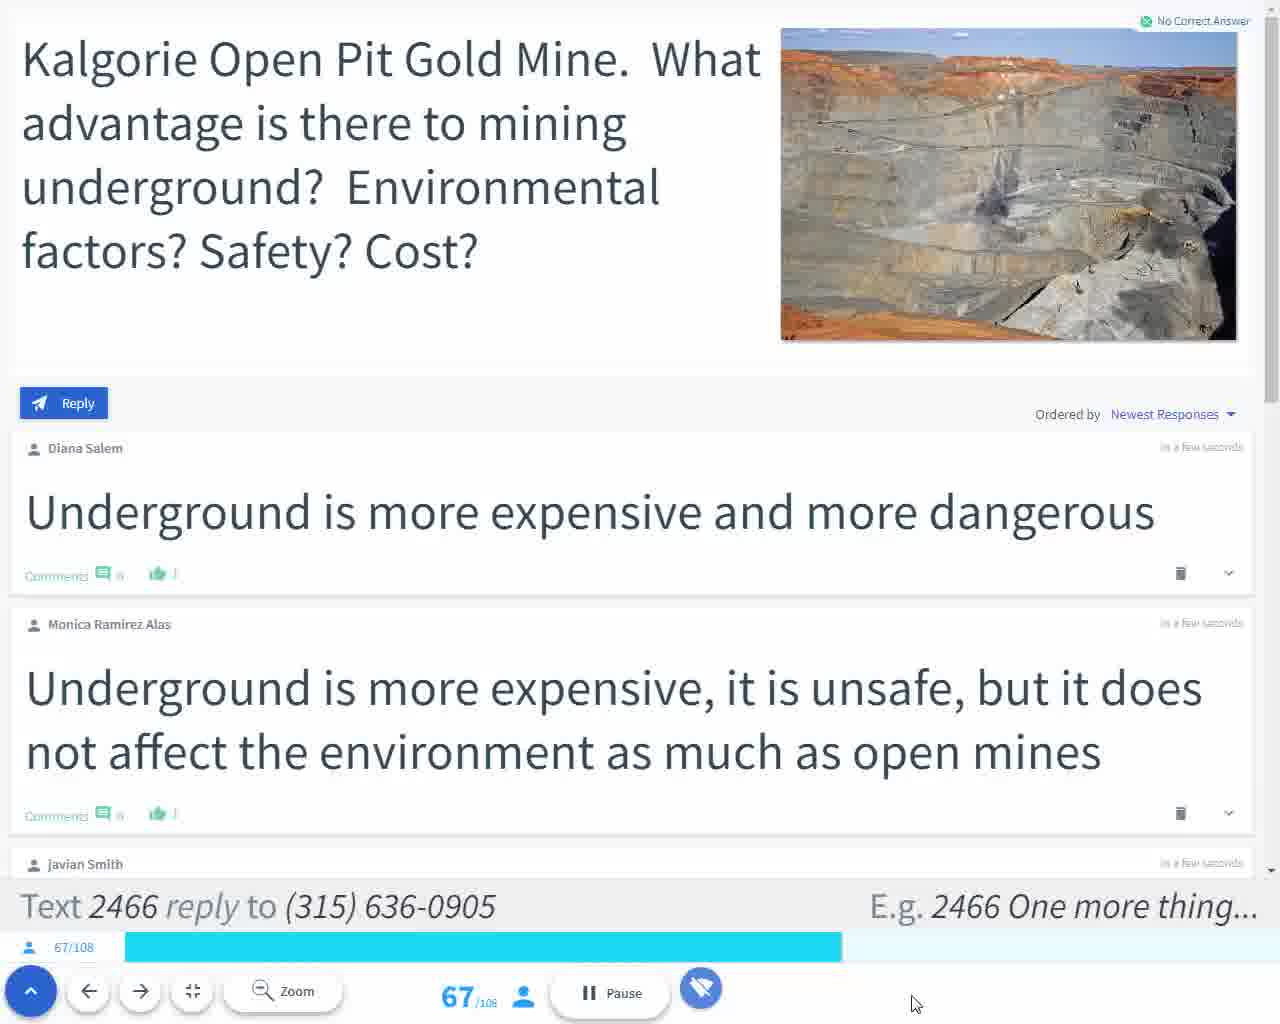 No Correct Answer
Kalgorie Open Pit Gold Mine. What
advantage is there to mining
underground? Environmental
factors? Safety? Cost?
Reply
Ordered by Newest Responses
Diana Salem
in a few seconds
Underground is more expensive and more dangerous
Comments 0
Monica Ramirez Alas
in a few seconds
Underground is more expensive, it is unsafe, but it does
not affect the environment as much as open mines
Comments 0
Javian Smith
in a few seconds
Text 2466 reply to (315) 636-0905
E.g. 2466 One more thing...
67/108
Zoom
67/108
Pause